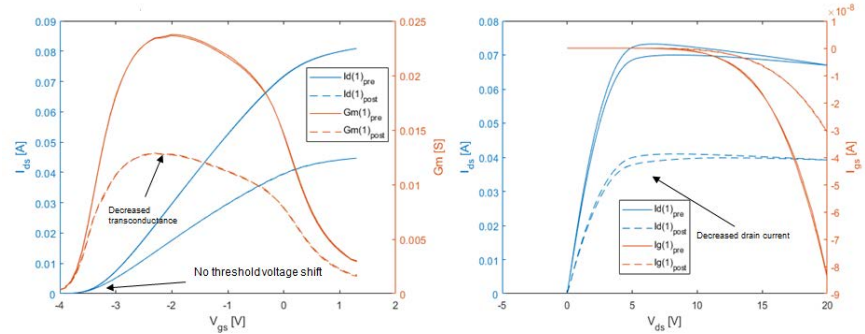 0.09
0.08
0.07
0.06
0.05
0.04
0.03
0.02
0.01
0
I_ds [A]
-4
-3
-2
-1
0
1
V_gs [V]
0.025
0.02
0.015
0.01
0.005
0
Gm [S]
Id(1)_pre
Id(1)_post
Gm(1)_pre
Gm(1)_post
Decreased
transconductance
No threshold voltage shift
0.08
0.07
0.06
0.05
0.04
0.03
0.02
0.01
0
I_ds [A]
-5
0
5
10
15
20
V_ds [V]
×10^-8
1
0
-1
-2
-3
-4
-5
-6
-7
-8
-9
I_gs [A]
Id(1)_pre
Id(1)_post
Ig(1)_pre
Ig(1)_post
Decreased drain current